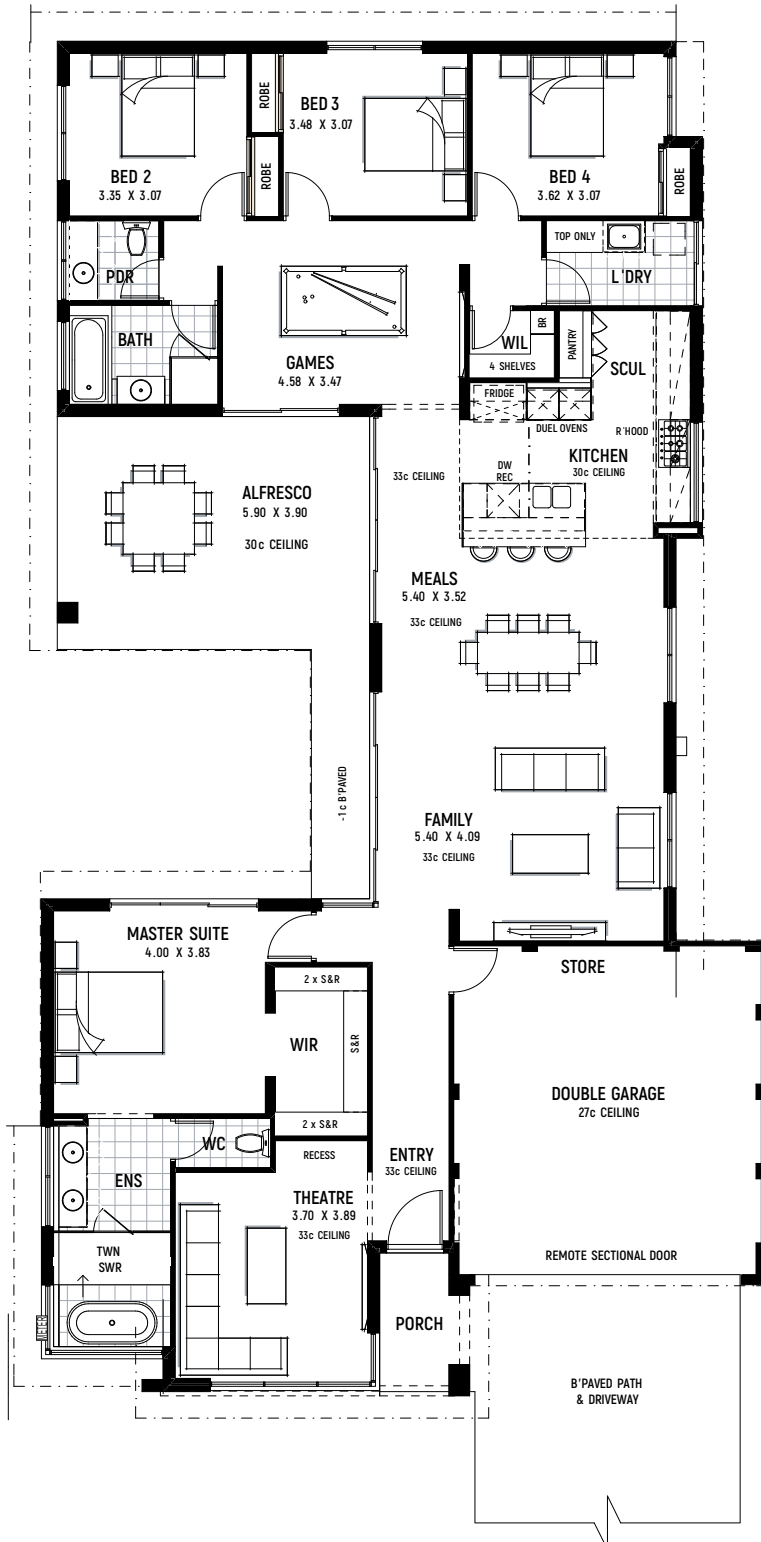 BED 2
3.35 X 3.07
ROBE
ROBE
BED 3
3.48 X 3.07
BED 4
3.62 X 3.07
ROBE
PDR
BATH
GAMES
4.58 X 3.47
TOP ONLY
L'DRY
WIL
BR
4 SHELVES
PANTRY
SCUL
FRIDGE
DUEL OVENS
R'HOOD
KITCHEN
30c CEILING
33c CEILING
DW
REC
ALFRESCO
5.90 X 3.90
30c CEILING
MEALS
5.40 X 3.52
33c CEILING
-1c B'PAVED
FAMILY
5.40 X 4.09
33c CEILING
MASTER SUITE
4.00 X 3.83
2 x S&R
WIR
S&R
2 x S&R
STORE
DOUBLE GARAGE
27c CEILING
REMOTE SECTIONAL DOOR
WC
ENS
RECESS
ENTRY
33c CEILING
THEATRE
3.70 X 3.89
33c CEILING
TWN
SWR
METER
PORCH
B'PAVED PATH
& DRIVEWAY